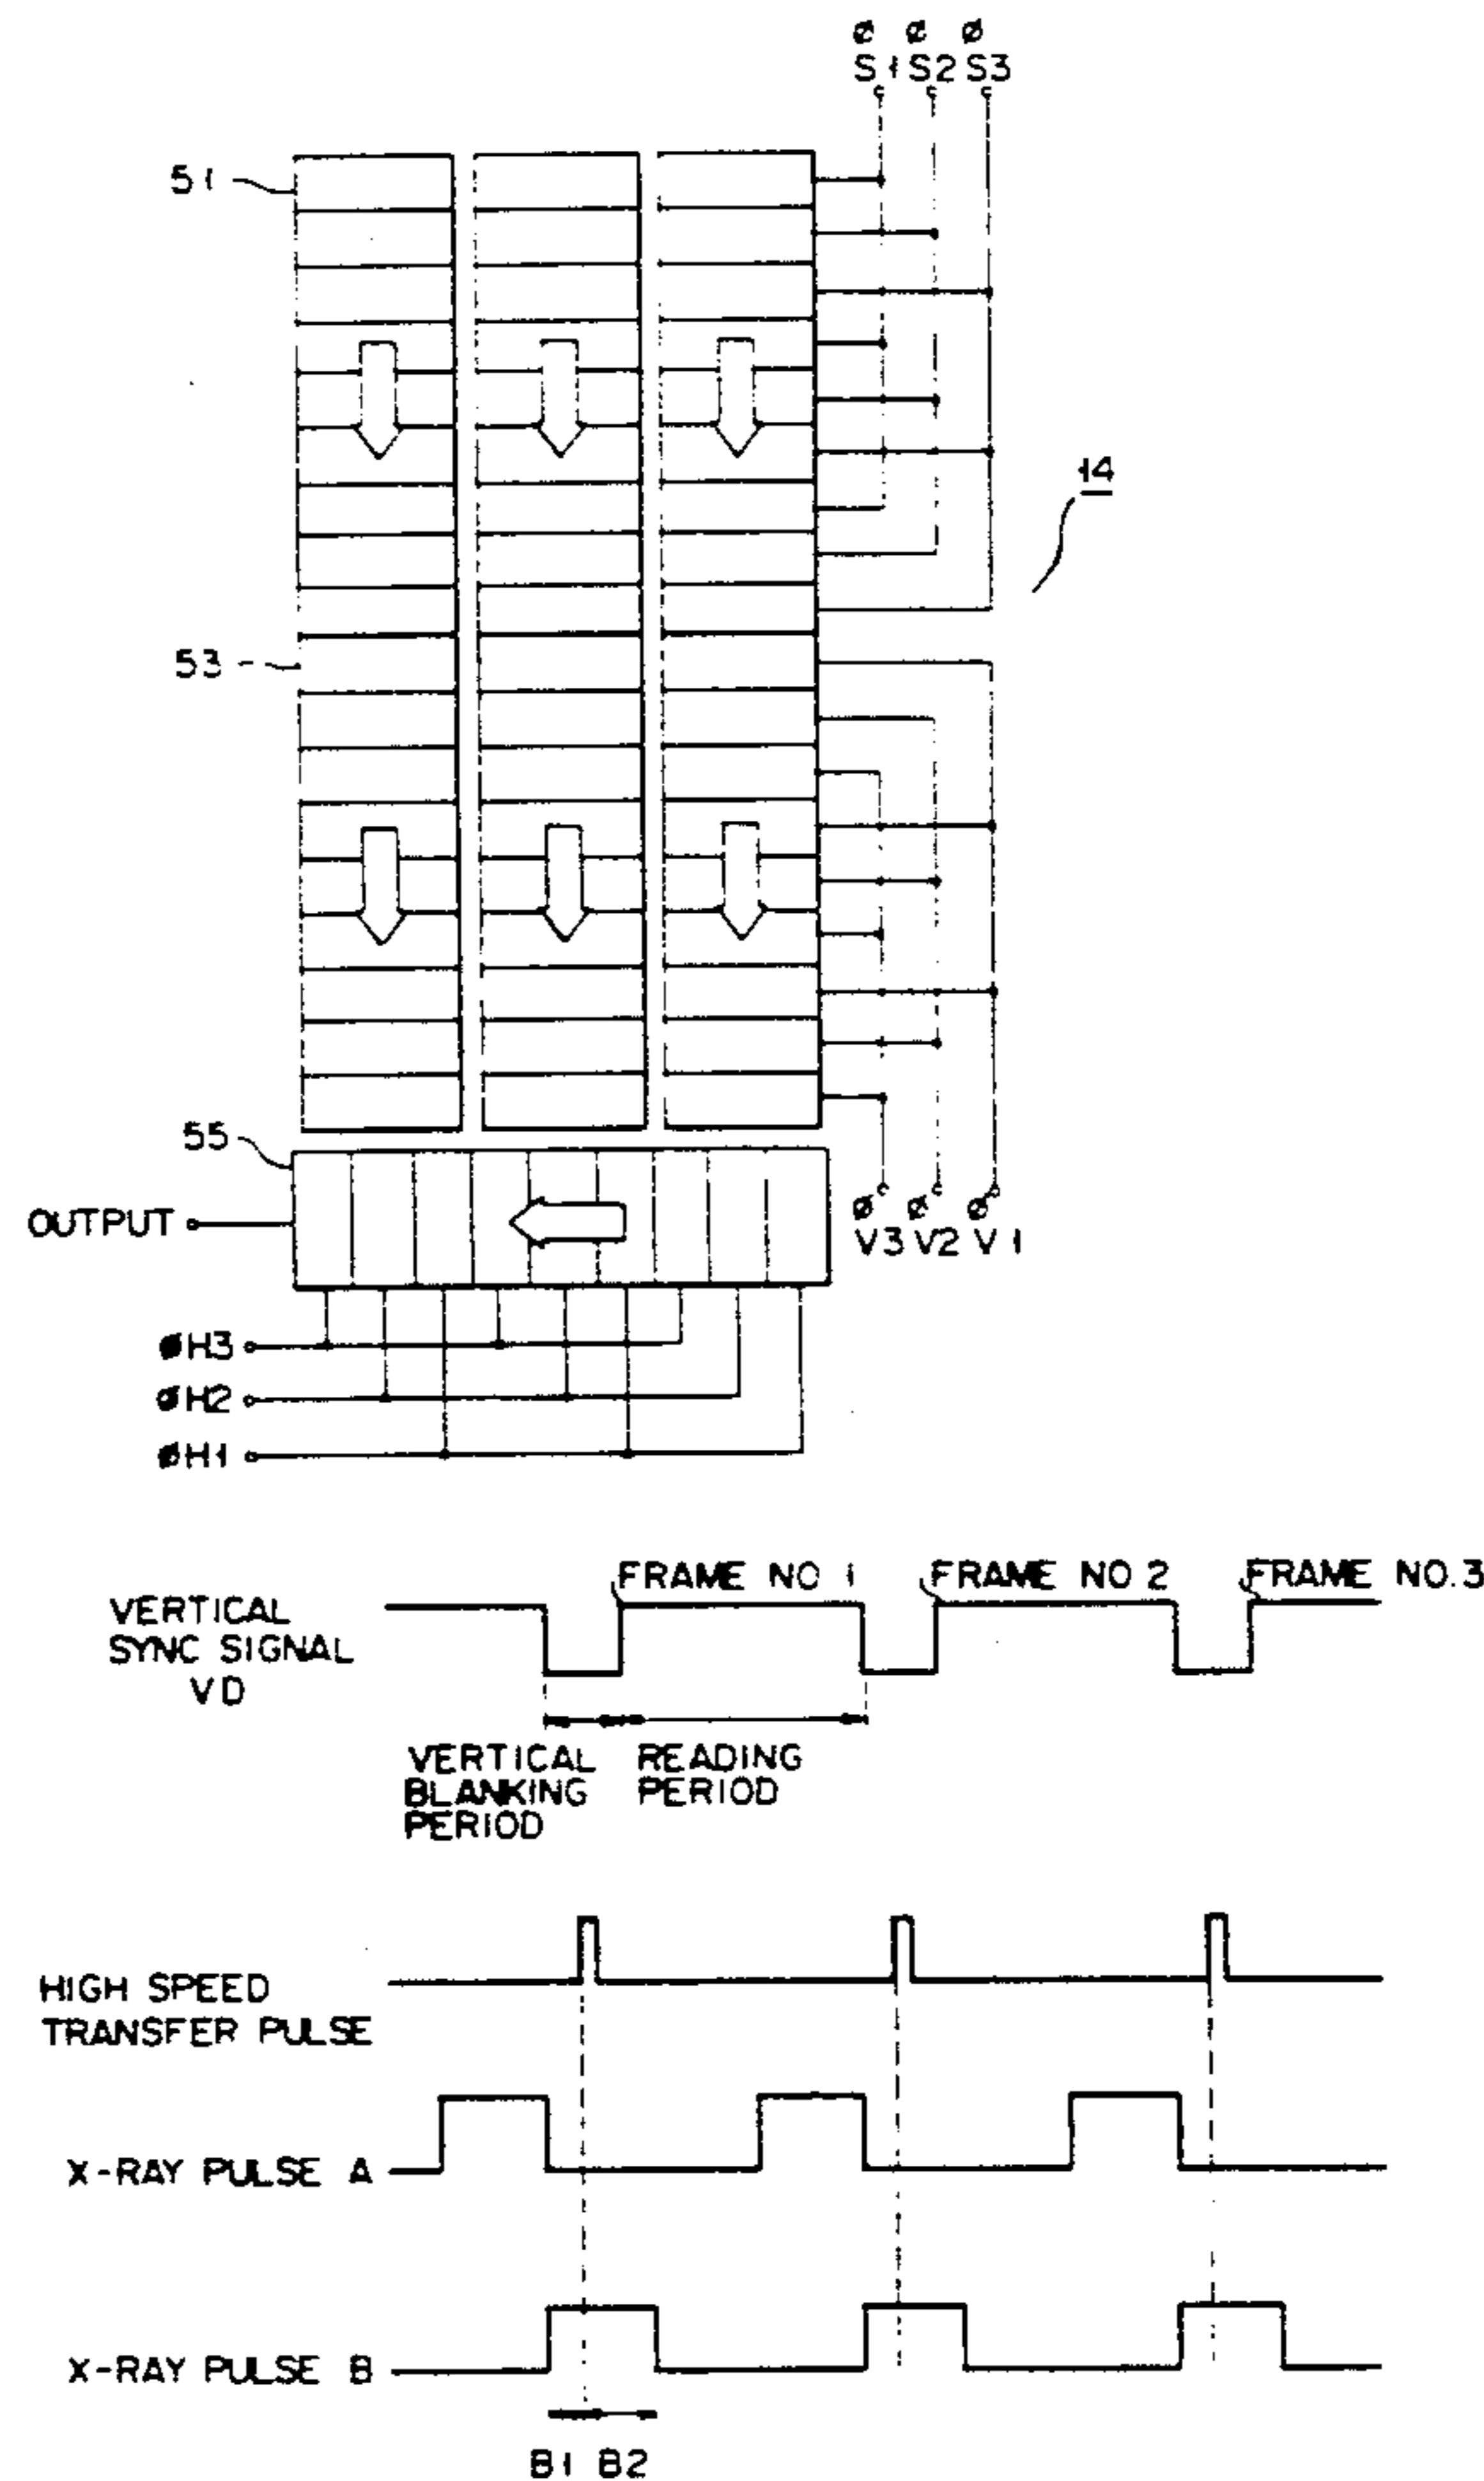 Ø Ø Ø
S1 S2 S3
51
14
53
55
OUTPUT
Ø Ø Ø
V3 V2 V1
ØH3
ØH2
ØH1
FRAME NO 1 FRAME NO 2 FRAME NO.3
VERTICAL
SYNC SIGNAL
VD
VERTICAL READING
BLANKING PERIOD
PERIOD
HIGH SPEED
TRANSFER PULSE
X-RAY PULSE A
X-RAY PULSE B
B1 B2